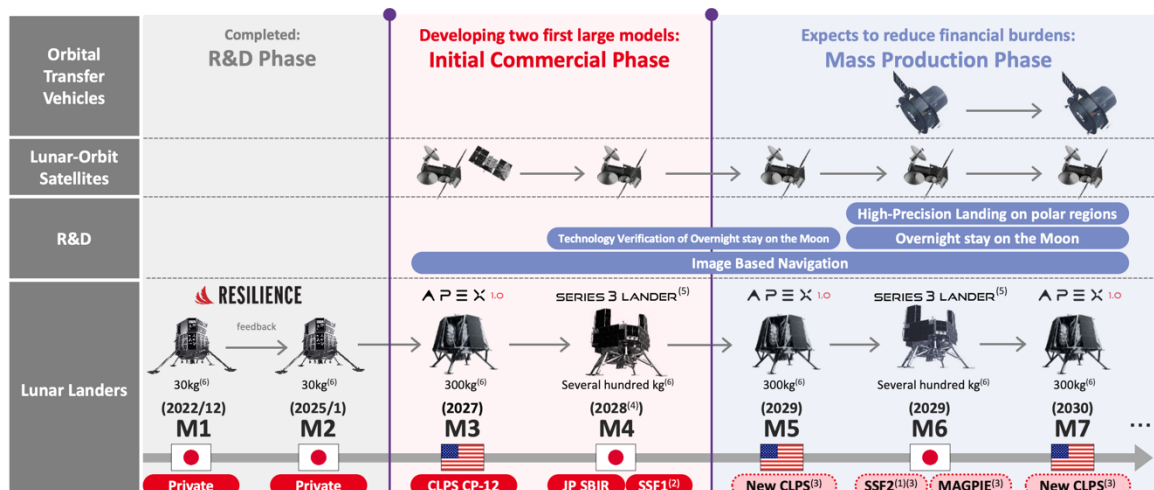 Orbital
Transfer
Vehicles
Completed:
R&D Phase
Developing two first large models:
Initial Commercial Phase
Expects to reduce financial burdens:
Mass Production Phase
Lunar-Orbit
Satellites
R&D
High-Precision Landing on polar regions
Technology Verification of Overnight stay on the Moon
Overnight stay on the Moon
Image Based Navigation
Lunar Landers
RESILIENCE
APEX 1.0
SERIES 3 LANDER(5)
APEX 1.0
SERIES 3 LANDER(5)
APEX 1.0
feedback
30kg(6)
30kg(6)
300kg(6)
Several hundred kg(6)
300kg(6)
Several hundred kg(6)
300kg(6)
(2022/12)
(2025/1)
(2027)
(2028(4))
(2029)
(2029)
(2030)
M1
M2
M3
M4
M5
M6
M7
...
Private
Private
CLPS CP-12
JP SBIR
SSF1(2)
New CLPS(3)
SSF2(1)(3)
MAGPIE(3)
New CLPS(3)